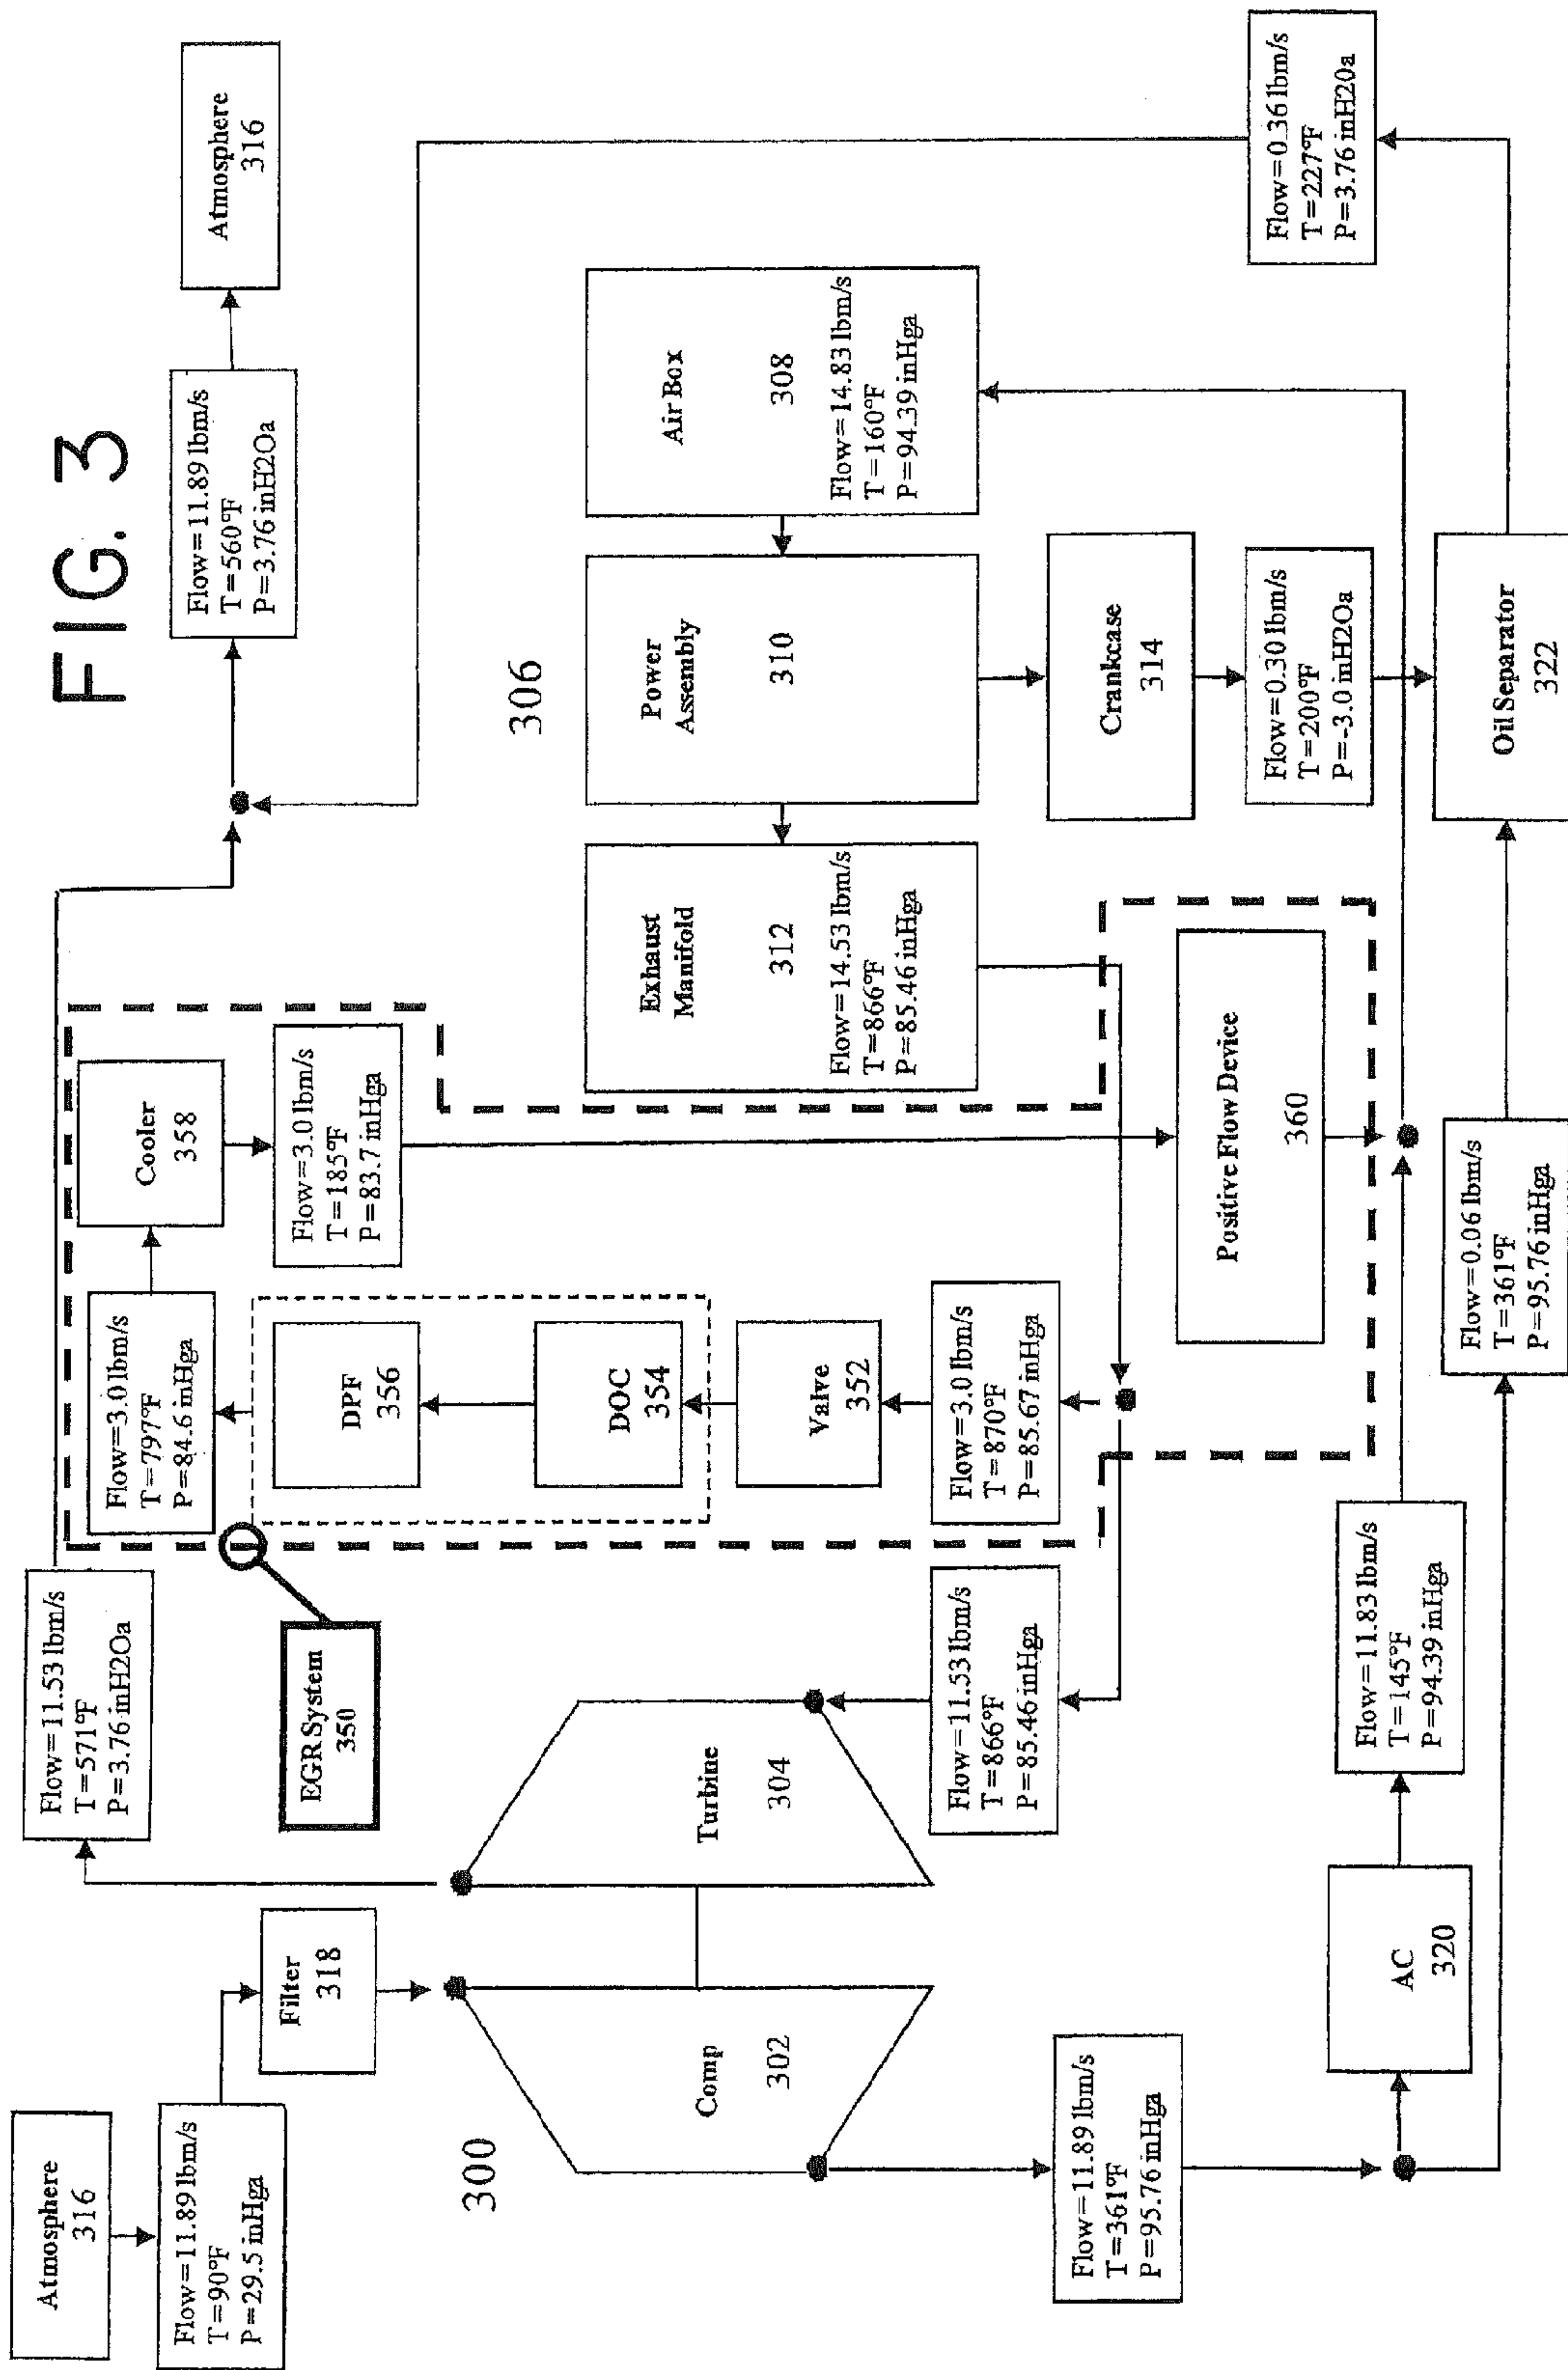 FIG. 3
Atmosphere
316
Flow=11.89 lbm/s
T=90°F
P=29.5 inHga
Filter
318
300
Comp
302
Flow=11.89 lbm/s
T=361°F
P=95.76 inHga
AC
320
Flow=11.83 lbm/s
T=145°F
P=94.39 inHga
Flow=0.06 lbm/s
T=361°F
P=95.76 inHga
Turbine
304
Flow=11.53 lbm/s
T=571°F
P=3.76 inH2Oa
EGR System
350
Flow=11.53 lbm/s
T=866°F
P=85.46 inHga
Flow=3.0 lbm/s
T=797°F
P=84.6 inHga
DPF
356
DOC
354
Valve
352
Flow=3.0 lbm/s
T=870°F
P=85.67 inHga
Cooler
358
Flow=3.0 lbm/s
T=185°F
P=83.7 inHga
Positive Flow Device
360
306
Exhaust
Manifold
312
Flow=14.53 lbm/s
T=866°F
P=85.46 inHga
Power
Assembly
310
Air Box
308
Flow=14.83 lbm/s
T=160°F
P=94.39 inHga
Crankcase
314
Flow=0.30 lbm/s
T=200°F
P=-3.0 inH2Oa
Oil Separator
322
Flow=0.36 lbm/s
T=227°F
P=3.76 inH20a
Flow=11.89 lbm/s
T=560°F
P=3.76 inH2Oa
Atmosphere
316